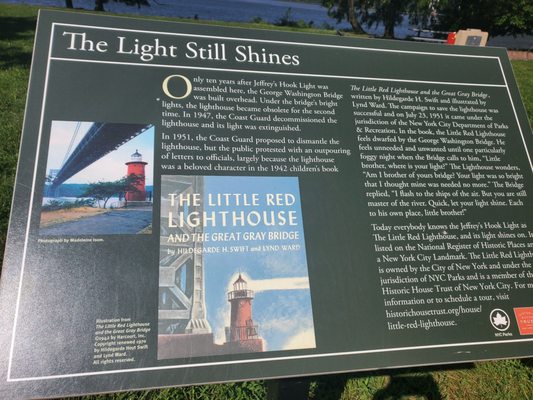 The Light Still Shines
Only ten years after Jeffrey's Hook Light was
assembled here, the George Washington Bridge
was built overhead. Under the bridge's bright
lights, the lighthouse became obsolete for the second
time. In 1947, the Coast Guard decommissioned the
lighthouse and its light was extinguished.
In 1951, the Coast Guard proposed to dismantle the
lighthouse, but the public protested with an outpouring
of letters to officials, largely because the lighthouse
was a beloved character in the 1942 children's book
The Little Red Lighthouse and the Great Gray Bridge,
written by Hildegarde H. Swift and illustrated by
Lynd Ward. The campaign to save the lighthouse was
successful and on July 23, 1951 it came under the
jurisdiction of the New York City Department of Parks
& Recreation. In the book, the Little Red Lighthouse
feels dwarfed by the George Washington Bridge. He
feels unneeded and unwanted until one particularly
foggy night when the Bridge calls to him, "Little
brother, where is your light?" The Lighthouse wonders,
"Am I brother of yours bridge? Your light was so bright
that I thought mine was needed no more." The Bridge
replied, "I flash to the ships of the air. But you are still
master of the river. Quick, let your light shine. Each
to his own place, little brother!"
Today everybody knows the Jeffrey's Hook Light as
The Little Red Lighthouse, and its light shines on. It
listed on the National Register of Historic Places an
a New York City Landmark. The Little Red Lighth
is owned by the City of New York and under the
jurisdiction of NYC Parks and is a member of the
Historic House Trust of New York City. For m
information or to schedule a tour, visit
historichousetrust.org/house/
little-red-lighthouse.
Photograph by Madeleine Isom.
THE LITTLE RED
LIGHTHOUSE
AND THE GREAT GRAY BRIDGE
by HILDEGARDE H. SWIFT and LYND WARD
Illustration from
The Little Red Lighthouse
and the Great Gray Bridge
©1942 by Harcourt, Inc.
Copyright renewed 1970
by Hildegarde Hoyt Swift
and Lynd Ward.
All rights reserved.
NYC Parks